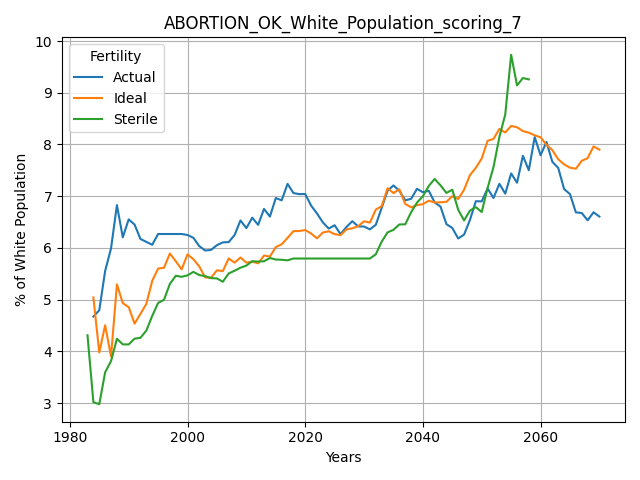 ABORTION_OK_White_Population_scoring_7
Fertility
Actual
Ideal
Sterile
% of White Population
10
9
8
7
6
5
4
3
1980
2000
2020
2040
2060
Years